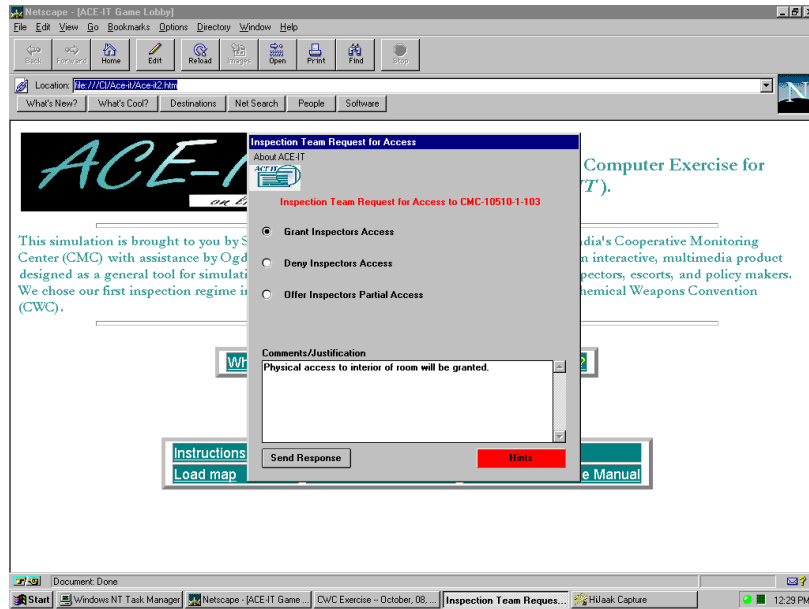 Netscape - [ACE-IT Game Lobby]
File Edit View Go Bookmarks Options Directory Window Help
Back Forward Home Edit Reload Images Open Print Find Stop
Location: file:///C|/Ace-it/Ace-it2.htm
What's New? What's Cool? Destinations Net Search People Software
N
Inspection Team Request for Access
About ACE-IT
ACT IT
Inspection Team Request for Access to CMC-10510-1-103
Grant Inspectors Access
Deny Inspectors Access
Offer Inspectors Partial Access
Comments/Justification
Physical access to interior of room will be granted.
Send Response Hints
ACE-I
Computer Exercise for
T).
This simulation is brought to you by S dia's Cooperative Monitoring
Center (CMC) with assistance by Ogd n interactive, multimedia product
designed as a general tool for simulati pectors, escorts, and policy makers.
We chose our first inspection regime i hemical Weapons Convention
(CWC).
Wh ?
Instructions
Load map e Manual
Document: Done
Start Windows NT Task Manager Netscape - [ACE-IT Game ... CWC Exercise -- October, 08, ... Inspection Team Reques... HiJaak Capture 12:29 PM